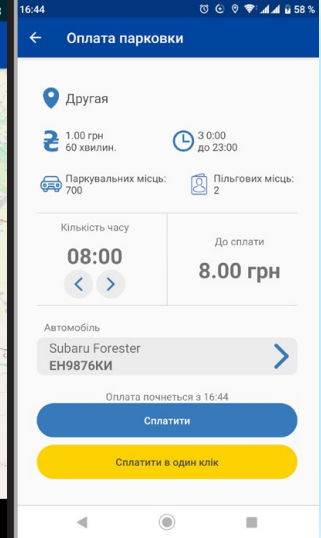 16:44
58 %
Оплата парковки
Другая
1.00 грн
60 хвилин.
З 0:00
до 23:00
Паркувальних місць:
700
Пільгових місць:
2
Кількість часу
08:00
До сплати
8.00 грн
Автомобіль
Subaru Forester
ЕН9876КИ
Оплата почнеться з 16:44
Сплатити
Сплатити в один клік